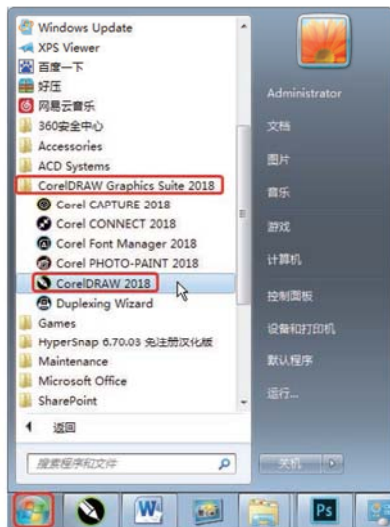 Windows Update
XPS Viewer
百度一下
好压
网易云音乐
360安全中心
Accessories
ACD Systems
CorelDRAW Graphics Suite 2018
Corel CAPTURE 2018
Corel CONNECT 2018
Corel Font Manager 2018
Corel PHOTO-PAINT 2018
CorelDRAW 2018
Duplexing Wizard
Games
HyperSnap 6.70.03 免注册汉化版
Maintenance
Microsoft Office
SharePoint
返回
搜索程序和文件
Administrator
文档
图片
音乐
游戏
计算机
控制面板
设备和打印机
默认程序
运行...
关机
W
Ps